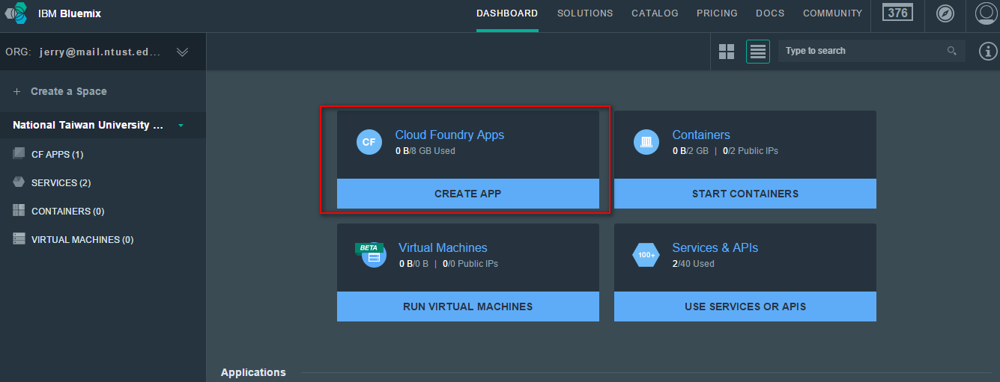 IBM Bluemix
DASHBOARD SOLUTIONS CATALOG PRICING DOCS COMMUNITY 376
ORG: jerry@mail.ntust.ed...
Type to search
+ Create a Space
National Taiwan University ...
CF APPS (1)
SERVICES (2)
CONTAINERS (0)
VIRTUAL MACHINES (0)
CF
Cloud Foundry Apps
0 B/8 GB Used
CREATE APP
Containers
0 B/2 GB | 0/2 Public IPs
START CONTAINERS
BETA
Virtual Machines
0 B/0 B | 0/0 Public IPs
RUN VIRTUAL MACHINES
100+
Services & APIs
2/40 Used
USE SERVICES OR APIS
Applications